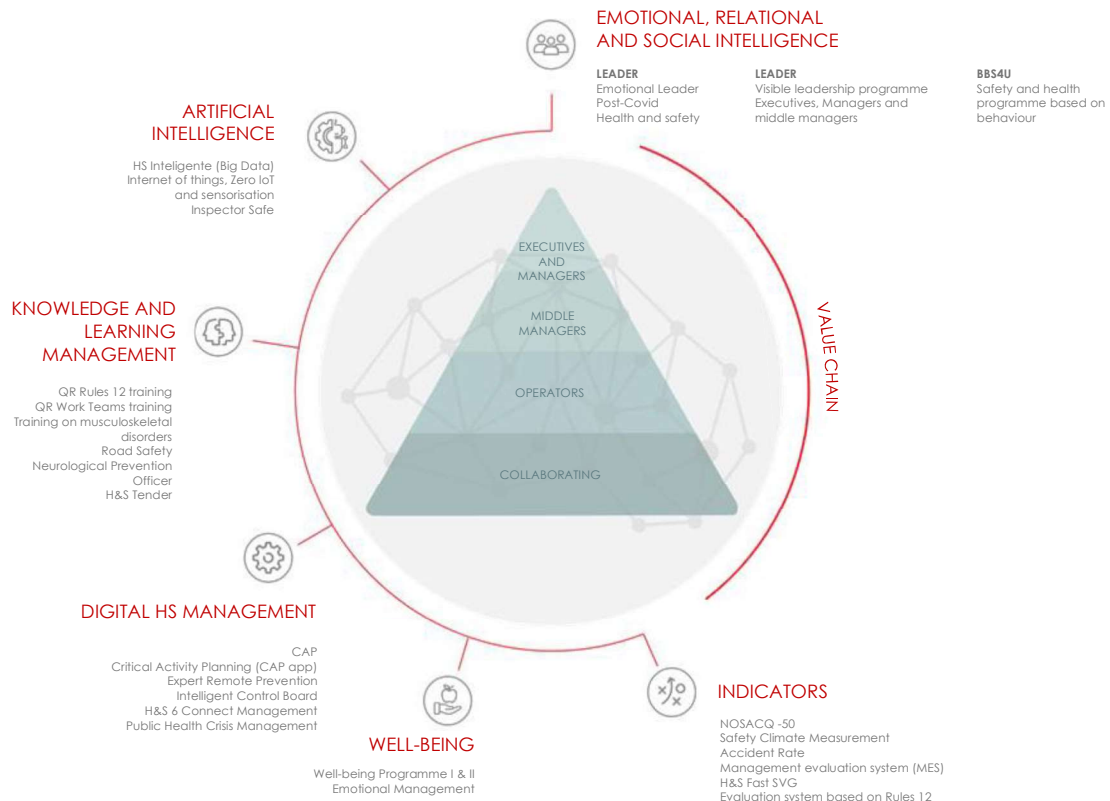 EMOTIONAL, RELATIONAL
AND SOCIAL INTELLIGENCE
LEADER
Emotional Leader
Post-Covid
Health and safety
LEADER
Visible leadership programme
Executives, Managers and
middle managers
BBS4U
Safety and health
programme based on
behaviour
ARTIFICIAL
INTELLIGENCE
HS Inteligente (Big Data)
Internet of things, Zero IoT
and sensorisation
Inspector Safe
KNOWLEDGE AND
LEARNING
MANAGEMENT
QR Rules 12 training
QR Work Teams training
Training on musculoskeletal
disorders
Road Safety
Neurological Prevention
Officer
H&S Tender
EXECUTIVES
AND
MANAGERS
MIDDLE
MANAGERS
OPERATORS
COLLABORATING
VALUE CHAIN
DIGITAL HS MANAGEMENT
CAP
Critical Activity Planning (CAP app)
Expert Remote Prevention
Intelligent Control Board
H&S 6 Connect Management
Public Health Crisis Management
WELL-BEING
Well-being Programme I & II
Emotional Management
INDICATORS
NOSACQ -50
Safety Climate Measurement
Accident Rate
Management evaluation system (MES)
H&S Fast SVG
Evaluation system based on Rules 12